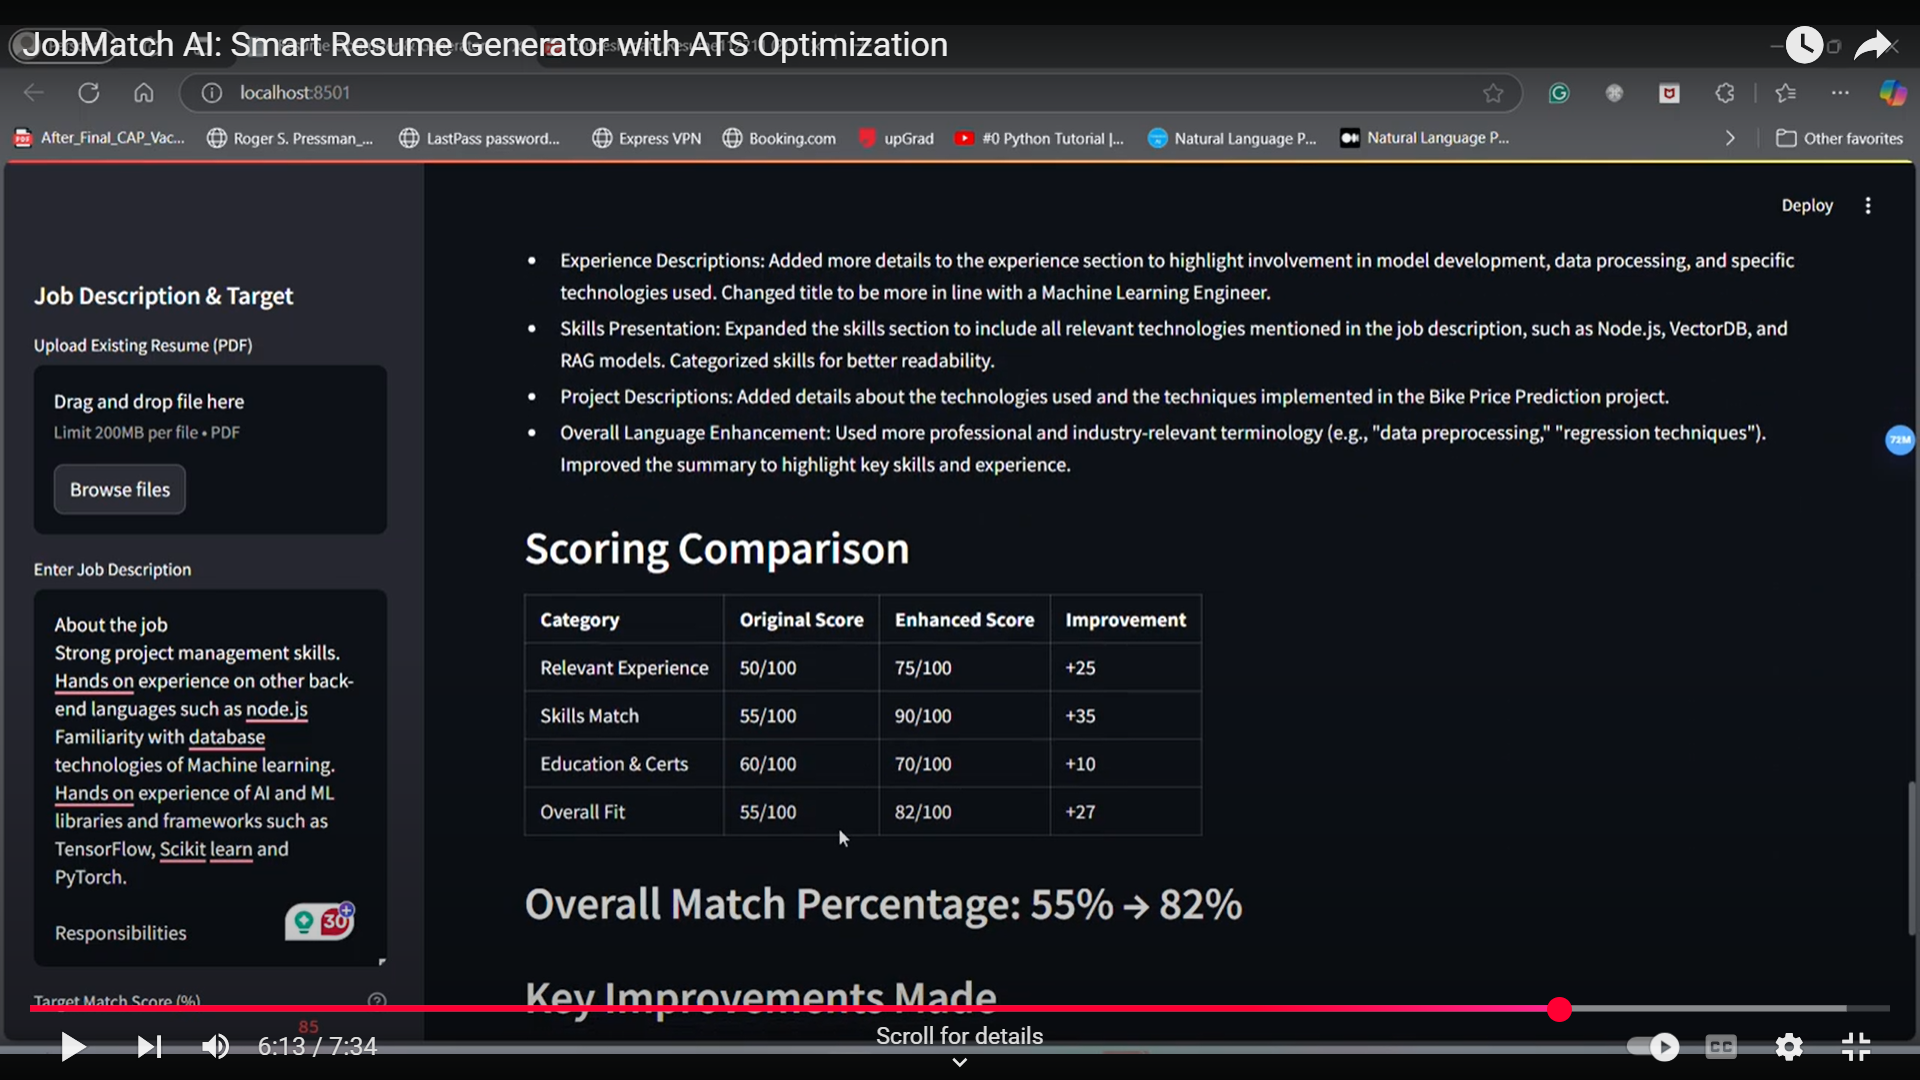 JobMatch AI: Smart Resume Generator with ATS Optimization
localhost:8501
After_Final_CAP_Vac...
Roger S. Pressman_...
LastPass password...
Express VPN
Booking.com
upGrad
#0 Python Tutorial |...
Natural Language P...
Natural Language P...
Other favorites
Deploy
Job Description & Target
Upload Existing Resume (PDF)
Drag and drop file here
Limit 200MB per file • PDF
Browse files
Enter Job Description
About the job
Strong project management skills.
Hands on experience on other back-
end languages such as node.js
Familiarity with database
technologies of Machine learning.
Hands on experience of AI and ML
libraries and frameworks such as
TensorFlow, Scikit learn and
PyTorch.
30
Responsibilities
Target Match Score (%)
85
• Experience Descriptions: Added more details to the experience section to highlight involvement in model development, data processing, and specific
technologies used. Changed title to be more in line with a Machine Learning Engineer.
• Skills Presentation: Expanded the skills section to include all relevant technologies mentioned in the job description, such as Node.js, VectorDB, and
RAG models. Categorized skills for better readability.
• Project Descriptions: Added details about the technologies used and the techniques implemented in the Bike Price Prediction project.
• Overall Language Enhancement: Used more professional and industry-relevant terminology (e.g., "data preprocessing," "regression techniques").
Improved the summary to highlight key skills and experience.
72M
Scoring Comparison
Category Original Score Enhanced Score Improvement
Relevant Experience 50/100 75/100 +25
Skills Match 55/100 90/100 +35
Education & Certs 60/100 70/100 +10
Overall Fit 55/100 82/100 +27
Overall Match Percentage: 55% → 82%
Key Improvements Made
6:13 / 7:34
Scroll for details
CC